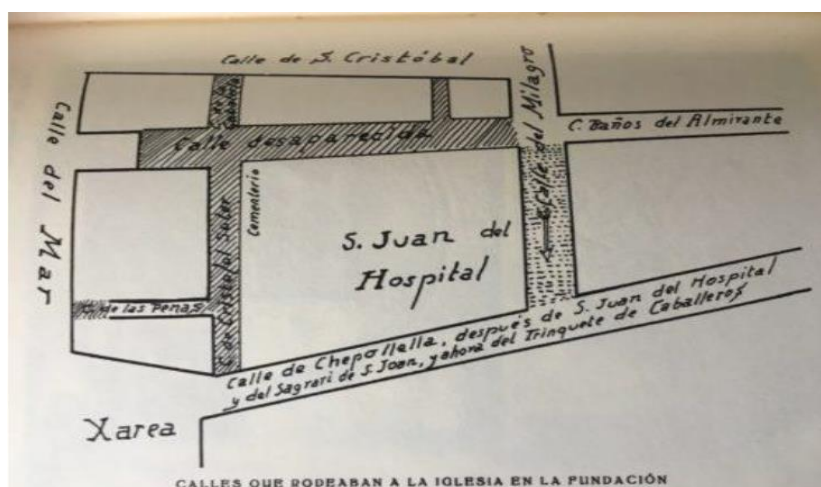 Calle de S. Cristóbal
Calle del Mar
Calle desaparecida
Calle del Milagro
C. Baños del Almirante
Cementerio
S. Juan del
Hospital
C. de Cristófol Soler
de las Penas
Calle de Chepollella, después de S. Juan del Hospital
y del Sagrari de S. Joan, y ahora del Trinquete de Caballeros
Xarea
CALLES QUE RODEABAN A LA IGLESIA EN LA FUNDACIÓN